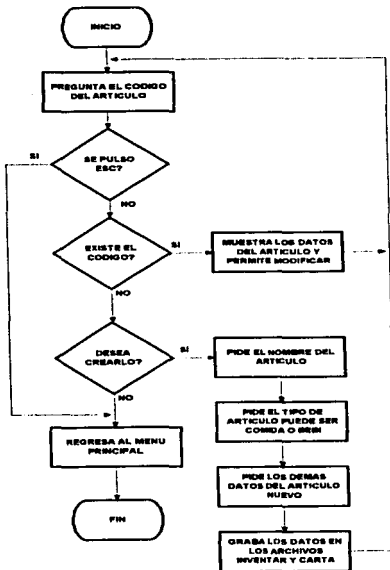 INICIO
PREGUNTA EL CODIGO
DEL ARTICULO
SE PULSO
ESC?
SI
NO
EXISTE EL
CODIGO?
SI
MUESTRA LOS DATOS
DEL ARTICULO Y
PERMITE MODIFICAR
NO
DESEA
CREARLO?
SI
PIDE EL NOMBRE DEL
ARTICULO
NO
PIDE EL TIPO DE
ARTICULO PUEDE SER
COMIDA O
REGRESA AL MENU
PRINCIPAL
PIDE LOS DEMAS
DATOS DEL ARTICULO
NUEVO
FIN
GRABA LOS DATOS EN
LOS ARCHIVOS
INVENTAR Y CARTA